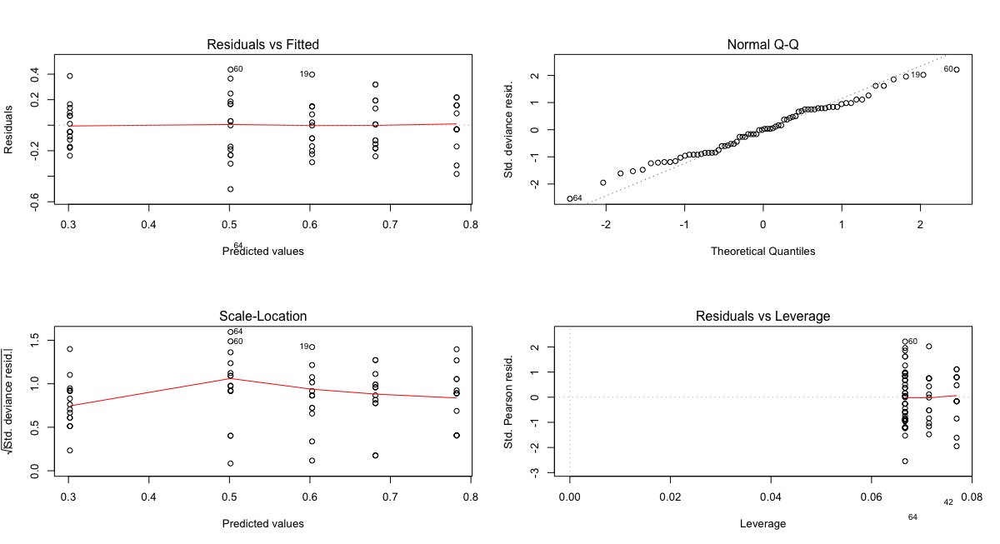 Residuals vs Fitted
Residuals
0.4
0.2
-0.2
-0.6
60
19
0.3 0.4 0.5 0.6 0.7 0.8
64
Predicted values
Normal Q-Q
Std. deviance resid.
2
1
0
-1
-2
19
60
64
-2 -1 0 1 2
Theoretical Quantiles
Scale-Location
√|Std. deviance resid.|
1.5
1.0
0.5
0.0
64
60
19
0.3 0.4 0.5 0.6 0.7 0.8
Predicted values
Residuals vs Leverage
Std. Pearson resid.
2
1
0
-1
-2
-3
60
0.00 0.02 0.04 0.06 0.08
42
64
Leverage